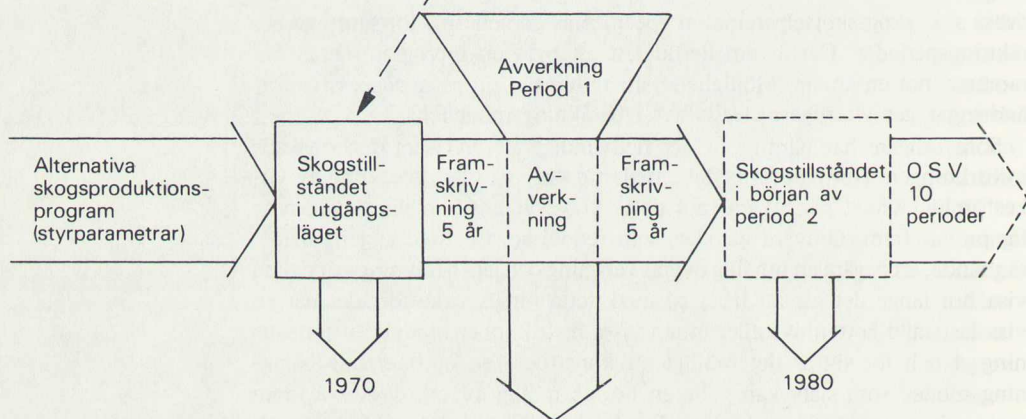 Avverkning
Period 1
Alternativa
skogsproduktions-
program
(styrparametrar)
Skogstill-
ståndet
i utgångs-
läget
Fram-
skriv-
ning
5 år
Av-
verk-
ning
Fram-
skriv-
ning
5 år
Skogstillståndet
i början av
period 2
O S V
10
perioder
1970
1980